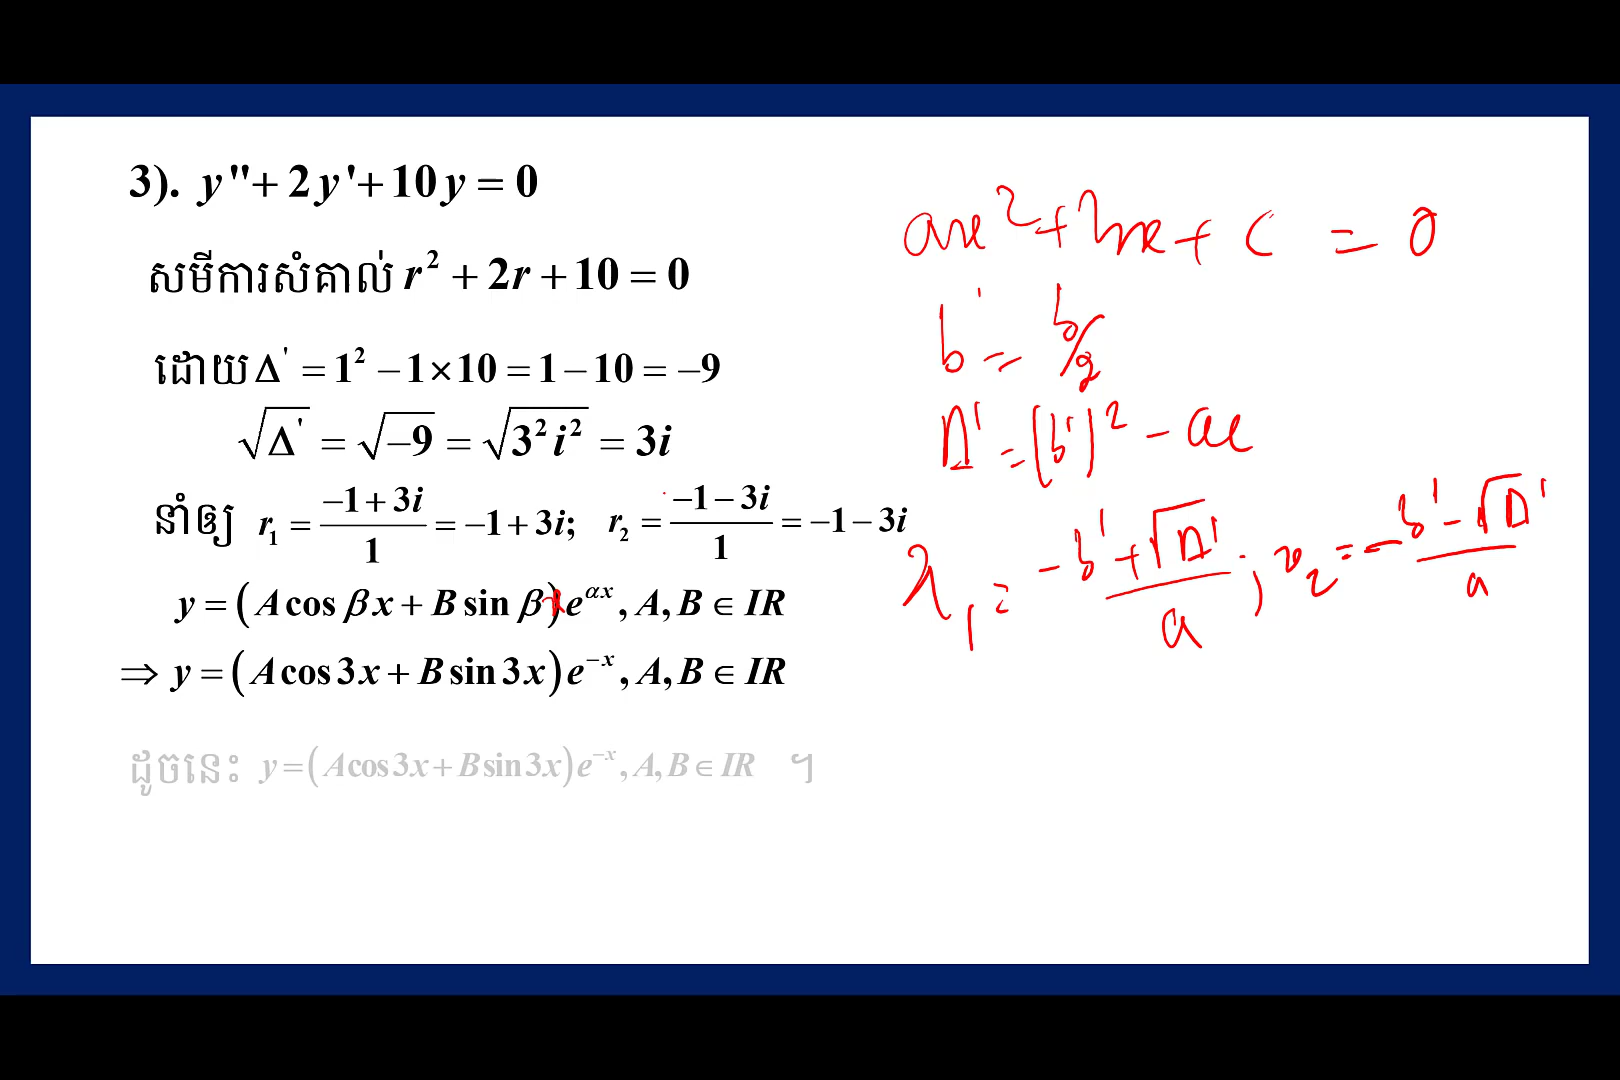 3). y"+ 2y'+10y = 0
សមីការសំគាល់ r² + 2r + 10 = 0
ដោយ Δ' = 1² − 1×10 = 1 − 10 = −9
√Δ' = √−9 = √3²i² = 3i
នាំឲ្យ r₁ = (−1+3i)/1 = −1+3i; r₂ = (−1−3i)/1 = −1−3i
y = (A cos βx + B sin βx)e^αx , A, B ∈ IR
⇒ y = (A cos 3x + B sin 3x)e^−x , A, B ∈ IR
ដូចនេះ y = (A cos 3x + B sin 3x)e^−x , A, B ∈ IR ។
ax² + bx + c = 0
b' = b/2
Δ' = (b')² − ac
r₁ = (−b' + √Δ')/a ; r₂ = (−b' − √Δ')/a